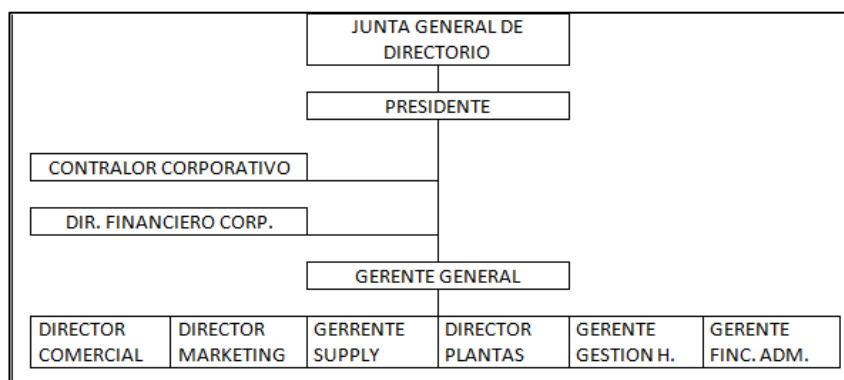 JUNTA GENERAL DE
DIRECTORIO
PRESIDENTE
CONTRALOR CORPORATIVO
DIR. FINANCIERO CORP.
GERENTE GENERAL
DIRECTOR
COMERCIAL
DIRECTOR
MARKETING
GERRENTE
SUPPLY
DIRECTOR
PLANTAS
GERENTE
GESTION H.
GERENTE
FINC. ADM.